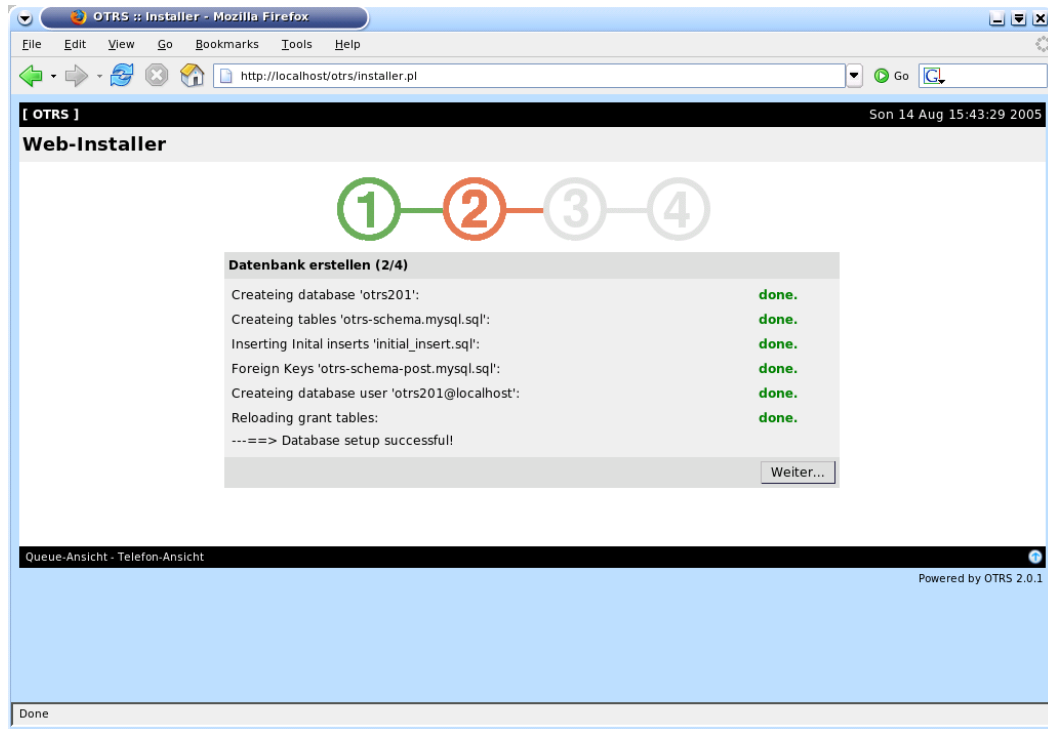 OTRS :: Installer - Mozilla Firefox
File Edit View Go Bookmarks Tools Help
http://localhost/otrs/installer.pl Go G
[ OTRS ] Son 14 Aug 15:43:29 2005
Web-Installer
1 2 3 4
Datenbank erstellen (2/4)
Createing database 'otrs201': done.
Createing tables 'otrs-schema.mysql.sql': done.
Inserting Inital inserts 'initial_insert.sql': done.
Foreign Keys 'otrs-schema-post.mysql.sql': done.
Createing database user 'otrs201@localhost': done.
Reloading grant tables: done.
---==> Database setup successful!
Weiter...
Queue-Ansicht - Telefon-Ansicht
Powered by OTRS 2.0.1
Done